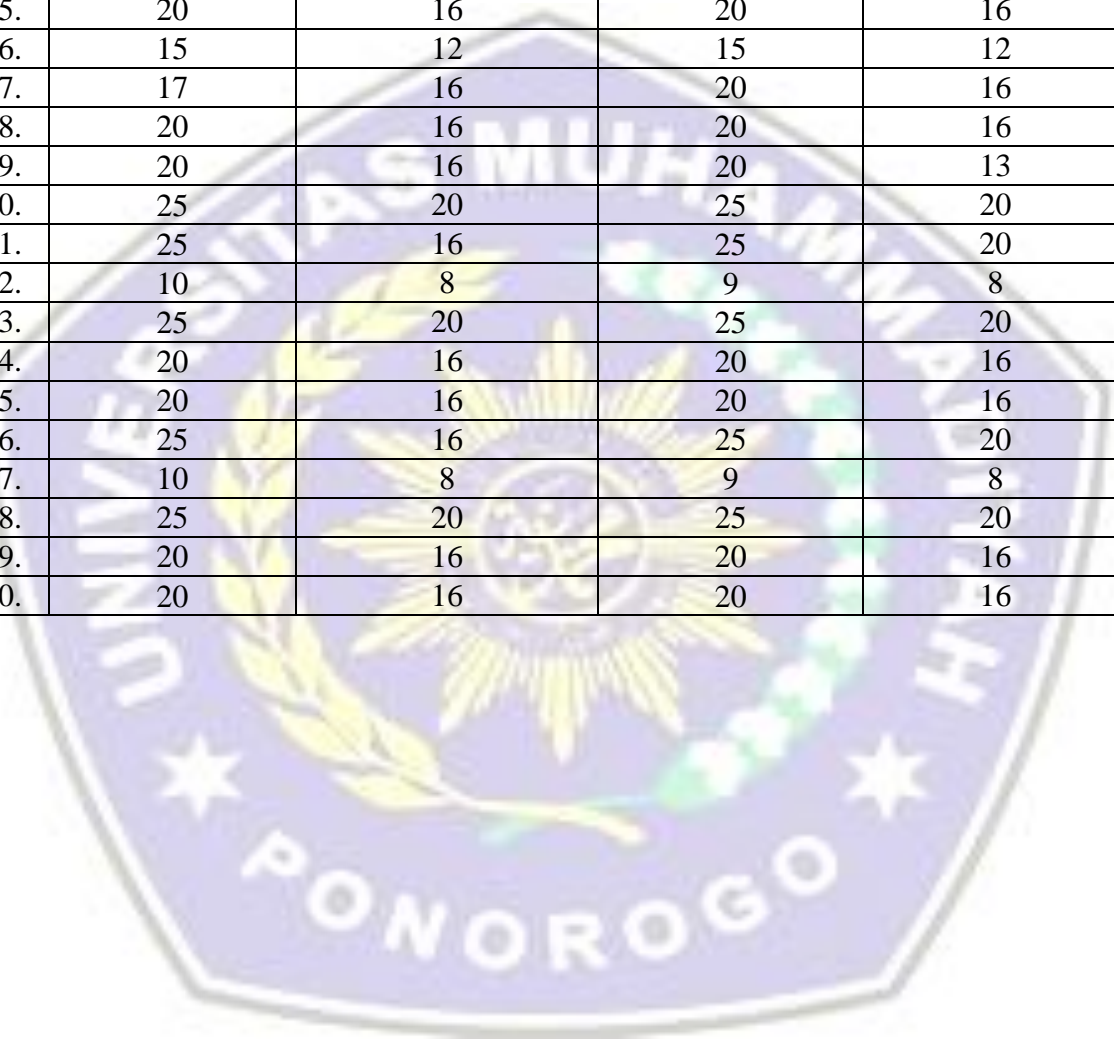 5. 20 16 20 16
6. 15 12 15 12
7. 17 16 20 16
8. 20 16 20 16
9. 20 16 20 13
0. 25 20 25 20
1. 25 16 25 20
2. 10 8 9 8
3. 25 20 25 20
4. 20 16 20 16
5. 20 16 20 16
6. 25 16 25 20
7. 10 8 9 8
8. 25 20 25 20
9. 20 16 20 16
0. 20 16 20 16
UNIVERSITAS MUHAMMADIYAH
PONOROGO